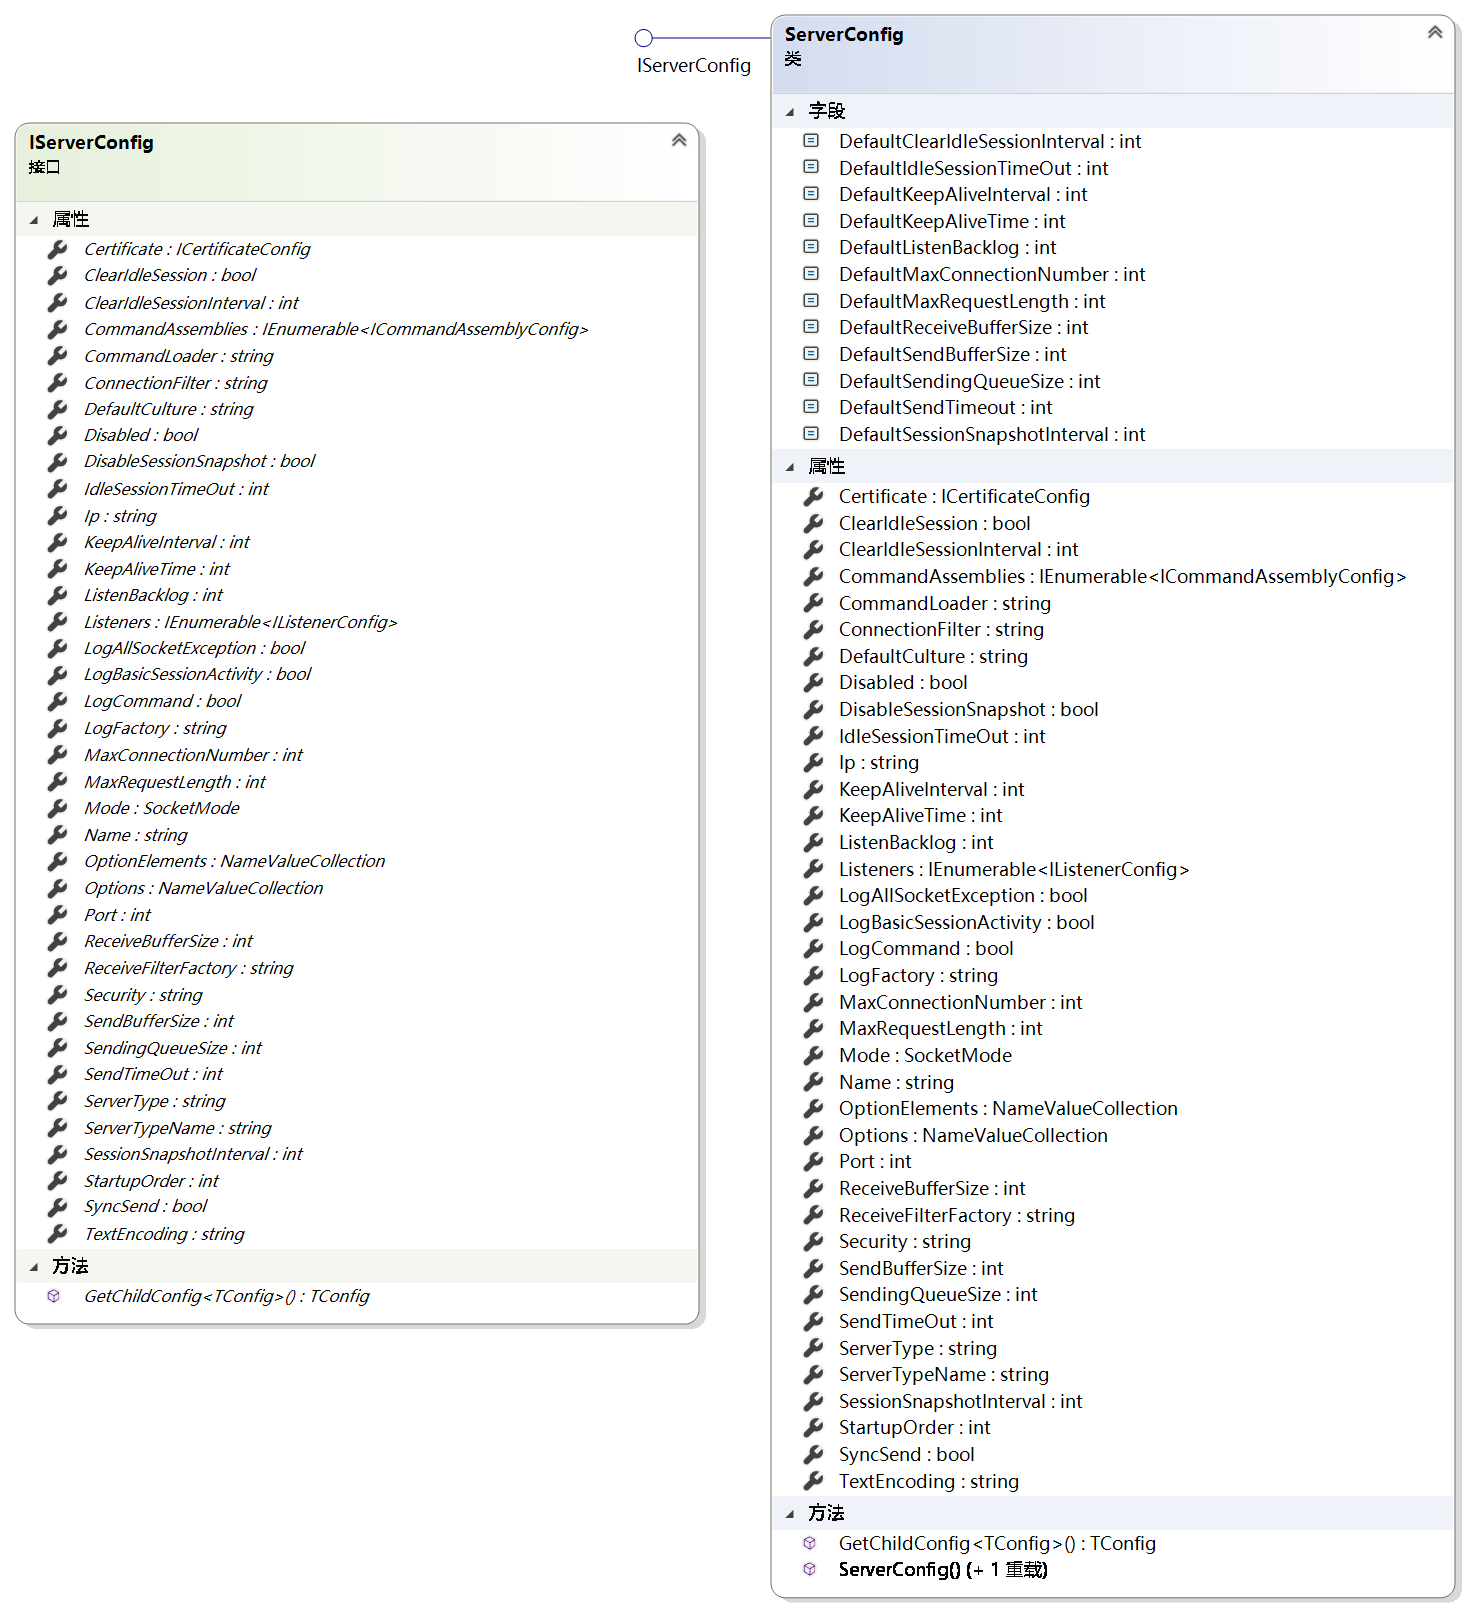 IServerConfig
接口
属性
Certificate : ICertificateConfig
ClearIdleSession : bool
ClearIdleSessionInterval : int
CommandAssemblies : IEnumerable<ICommandAssemblyConfig>
CommandLoader : string
ConnectionFilter : string
DefaultCulture : string
Disabled : bool
DisableSessionSnapshot : bool
IdleSessionTimeOut : int
Ip : string
KeepAliveInterval : int
KeepAliveTime : int
ListenBacklog : int
Listeners : IEnumerable<IListenerConfig>
LogAllSocketException : bool
LogBasicSessionActivity : bool
LogCommand : bool
LogFactory : string
MaxConnectionNumber : int
MaxRequestLength : int
Mode : SocketMode
Name : string
OptionElements : NameValueCollection
Options : NameValueCollection
Port : int
ReceiveBufferSize : int
ReceiveFilterFactory : string
Security : string
SendBufferSize : int
SendingQueueSize : int
SendTimeOut : int
ServerType : string
ServerTypeName : string
SessionSnapshotInterval : int
StartupOrder : int
SyncSend : bool
TextEncoding : string
方法
GetChildConfig<TConfig>() : TConfig
IServerConfig
ServerConfig
类
字段
DefaultClearIdleSessionInterval : int
DefaultIdleSessionTimeOut : int
DefaultKeepAliveInterval : int
DefaultKeepAliveTime : int
DefaultListenBacklog : int
DefaultMaxConnectionNumber : int
DefaultMaxRequestLength : int
DefaultReceiveBufferSize : int
DefaultSendBufferSize : int
DefaultSendingQueueSize : int
DefaultSendTimeout : int
DefaultSessionSnapshotInterval : int
属性
Certificate : ICertificateConfig
ClearIdleSession : bool
ClearIdleSessionInterval : int
CommandAssemblies : IEnumerable<ICommandAssemblyConfig>
CommandLoader : string
ConnectionFilter : string
DefaultCulture : string
Disabled : bool
DisableSessionSnapshot : bool
IdleSessionTimeOut : int
Ip : string
KeepAliveInterval : int
KeepAliveTime : int
ListenBacklog : int
Listeners : IEnumerable<IListenerConfig>
LogAllSocketException : bool
LogBasicSessionActivity : bool
LogCommand : bool
LogFactory : string
MaxConnectionNumber : int
MaxRequestLength : int
Mode : SocketMode
Name : string
OptionElements : NameValueCollection
Options : NameValueCollection
Port : int
ReceiveBufferSize : int
ReceiveFilterFactory : string
Security : string
SendBufferSize : int
SendingQueueSize : int
SendTimeOut : int
ServerType : string
ServerTypeName : string
SessionSnapshotInterval : int
StartupOrder : int
SyncSend : bool
TextEncoding : string
方法
GetChildConfig<TConfig>() : TConfig
ServerConfig() (+ 1 重载)